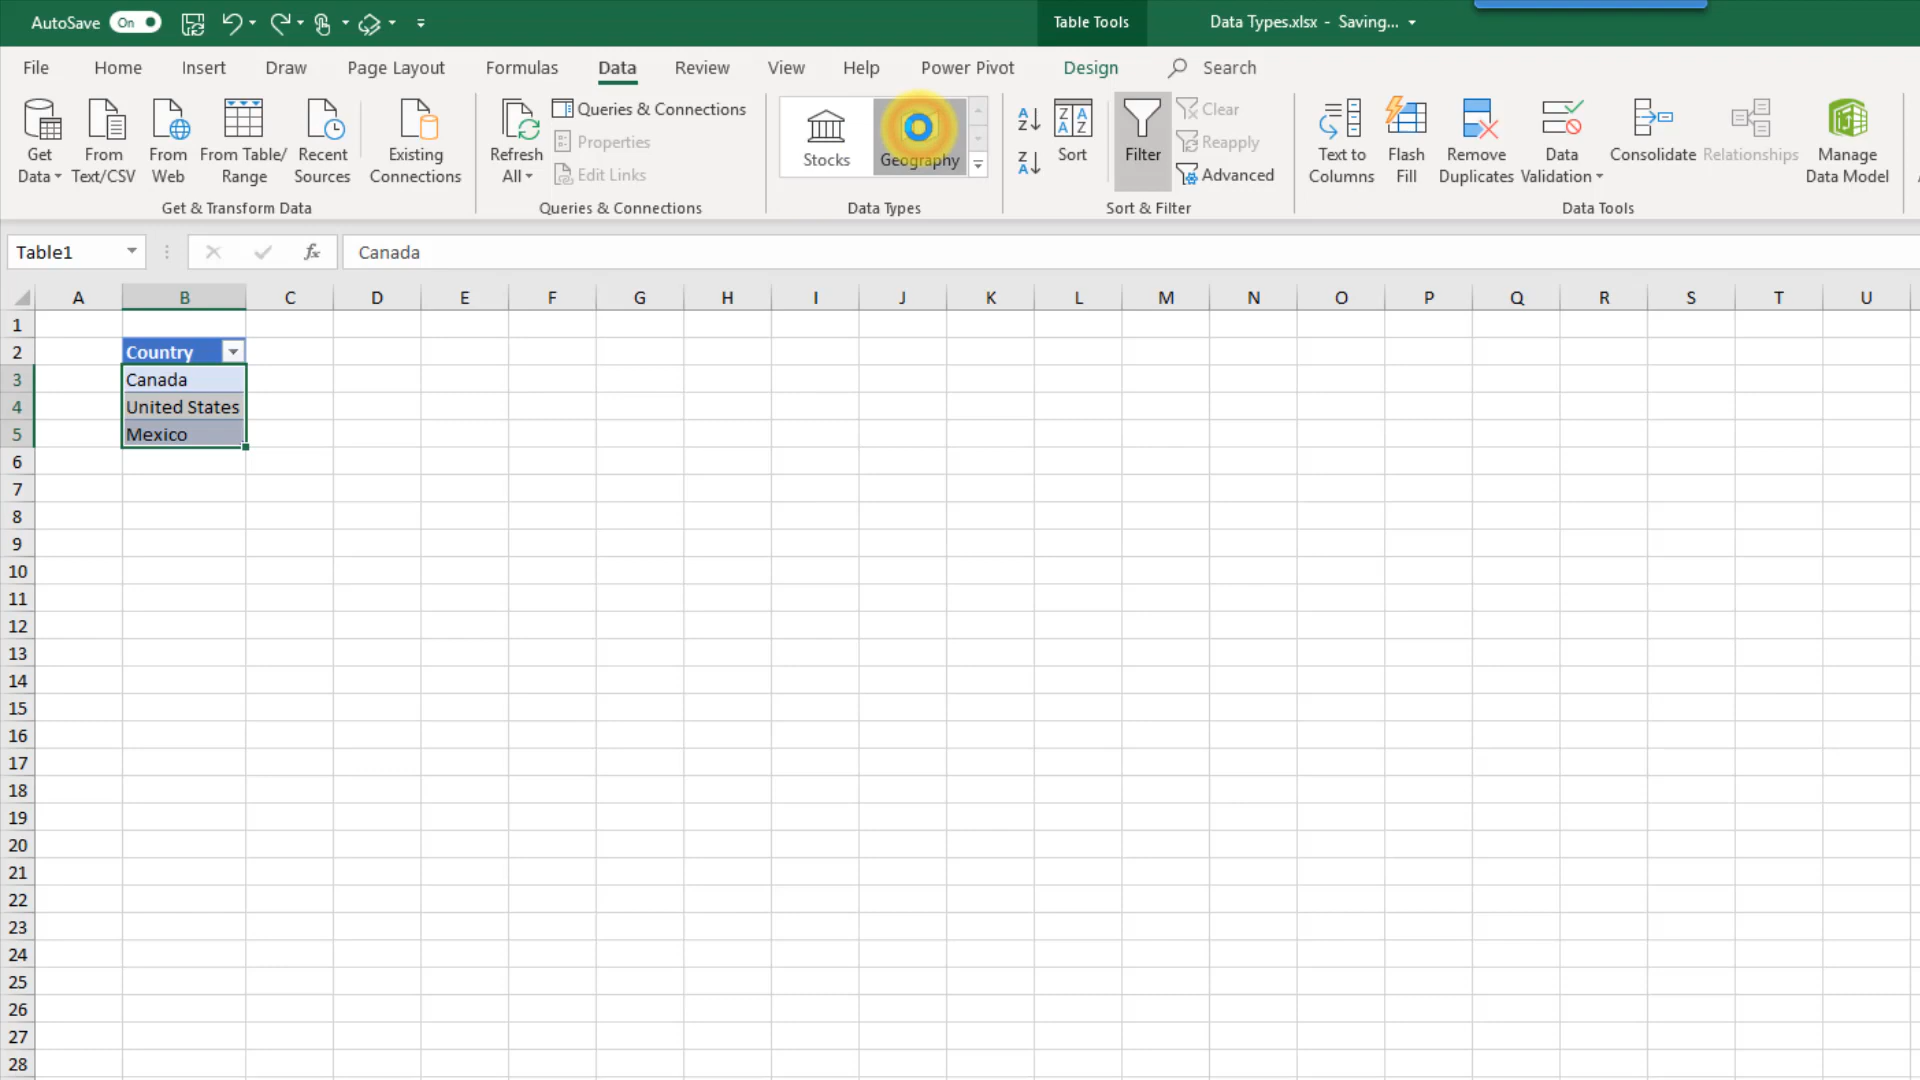 AutoSave On Table Tools Data Types.xlsx - Saving...
File Home Insert Draw Page Layout Formulas Data Review View Help Power Pivot Design Search
Get Data From Text/CSV From Web From Table/ Range Recent Sources Existing Connections
Get & Transform Data
Refresh All Queries & Connections
Properties
Edit Links
Queries & Connections
Stocks Geography
Data Types
Sort Filter Clear
Reapply
Advanced
Sort & Filter
Text to Columns Flash Fill Remove Duplicates Data Validation Consolidate Relationships Manage Data Model
Data Tools
Table1 fx Canada
A B C D E F G H I J K L M N O P Q R S T U
1
2 Country
3 Canada
4 United States
5 Mexico
6
7
8
9
10
11
12
13
14
15
16
17
18
19
20
21
22
23
24
25
26
27
28